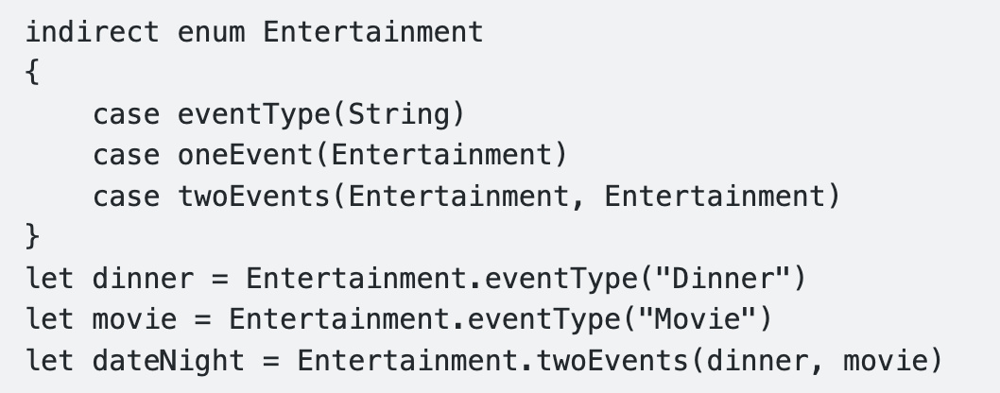 indirect enum Entertainment
{
    case eventType(String)
    case oneEvent(Entertainment)
    case twoEvents(Entertainment, Entertainment)
}
let dinner = Entertainment.eventType("Dinner")
let movie = Entertainment.eventType("Movie")
let dateNight = Entertainment.twoEvents(dinner, movie)